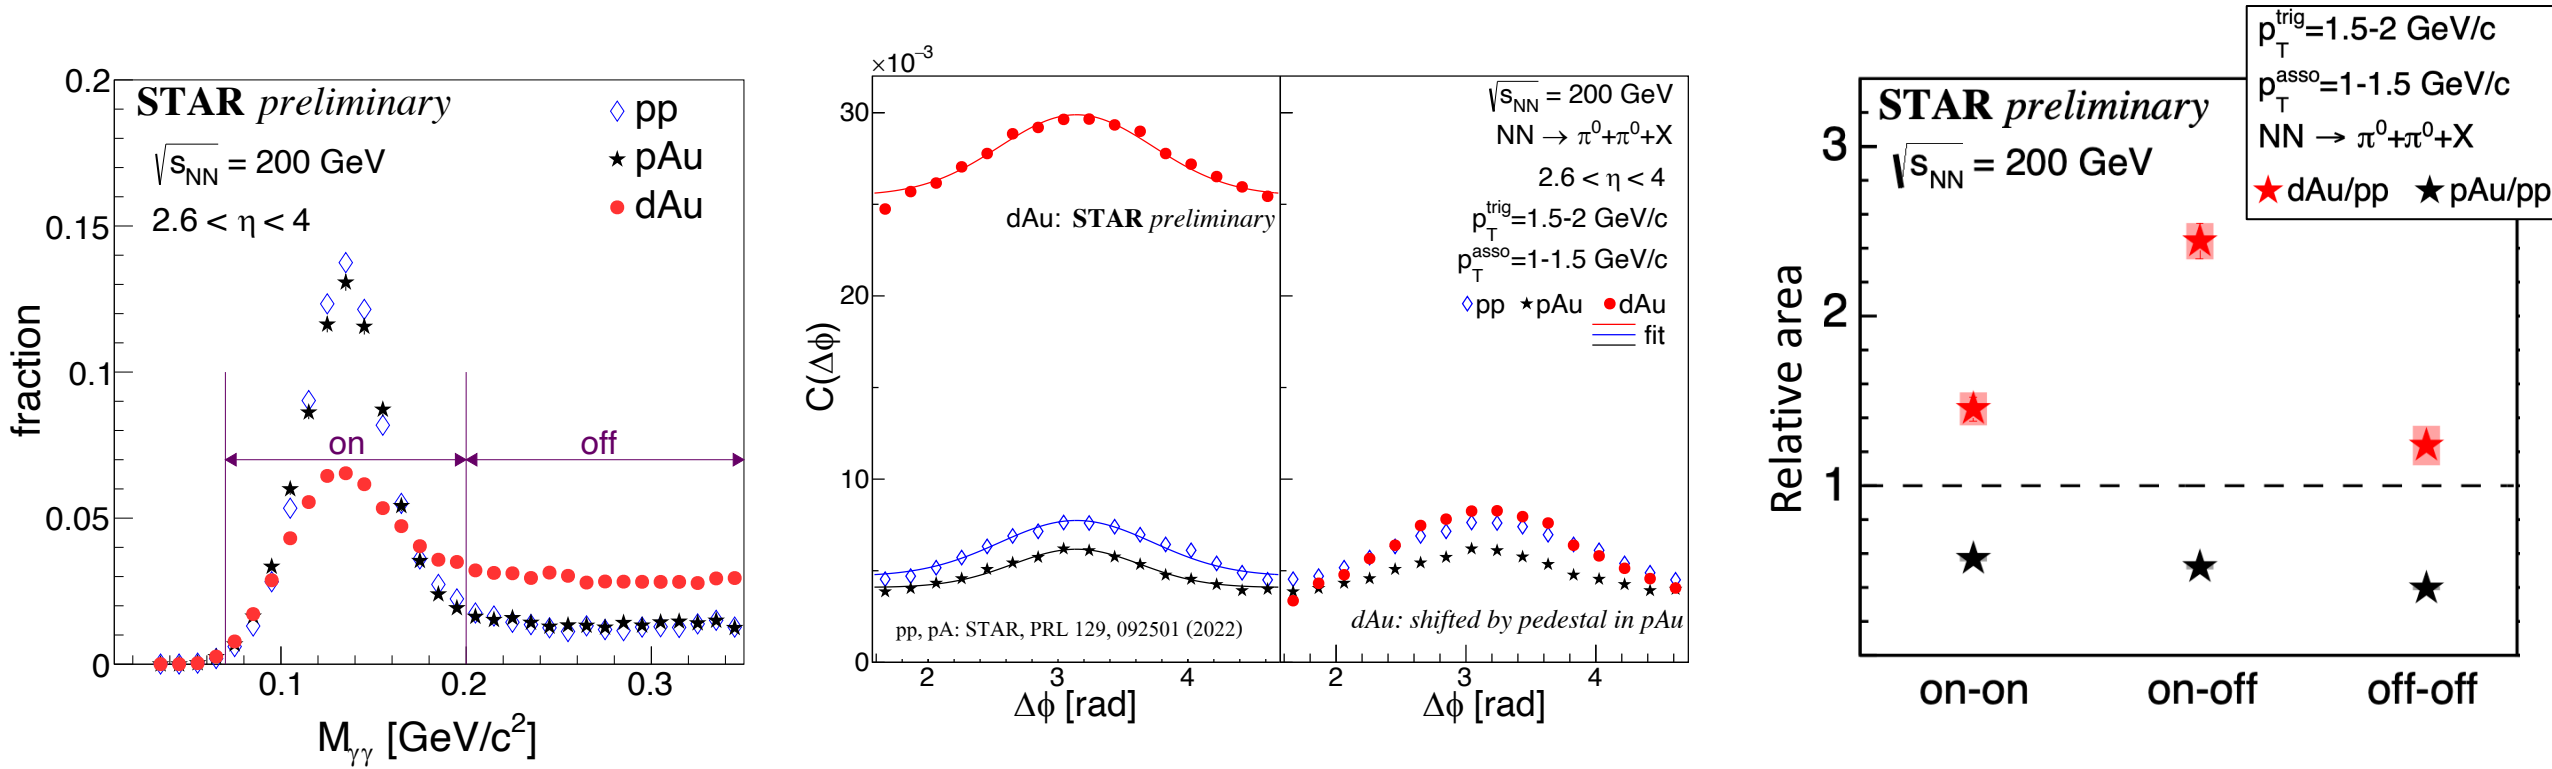 0.2
0.15
0.1
0.05
0
fraction
STAR preliminary
√sNN = 200 GeV
2.6 < η < 4
pp
pAu
dAu
on
off
0.1
0.2
0.3
Mγγ [GeV/c²]
×10⁻³
30
20
10
0
C(Δϕ)
dAu: STAR preliminary
pp, pA: STAR, PRL 129, 092501 (2022)
2
3
4
Δϕ [rad]
√sNN = 200 GeV
NN → π⁰+π⁰+X
2.6 < η < 4
pTtrig=1.5-2 GeV/c
pTasso=1-1.5 GeV/c
pp pAu dAu
fit
dAu: shifted by pedestal in pAu
2
3
4
Δϕ [rad]
pTtrig=1.5-2 GeV/c
pTasso=1-1.5 GeV/c
NN → π⁰+π⁰+X
dAu/pp pAu/pp
STAR preliminary
√sNN = 200 GeV
3
2
1
Relative area
on-on
on-off
off-off